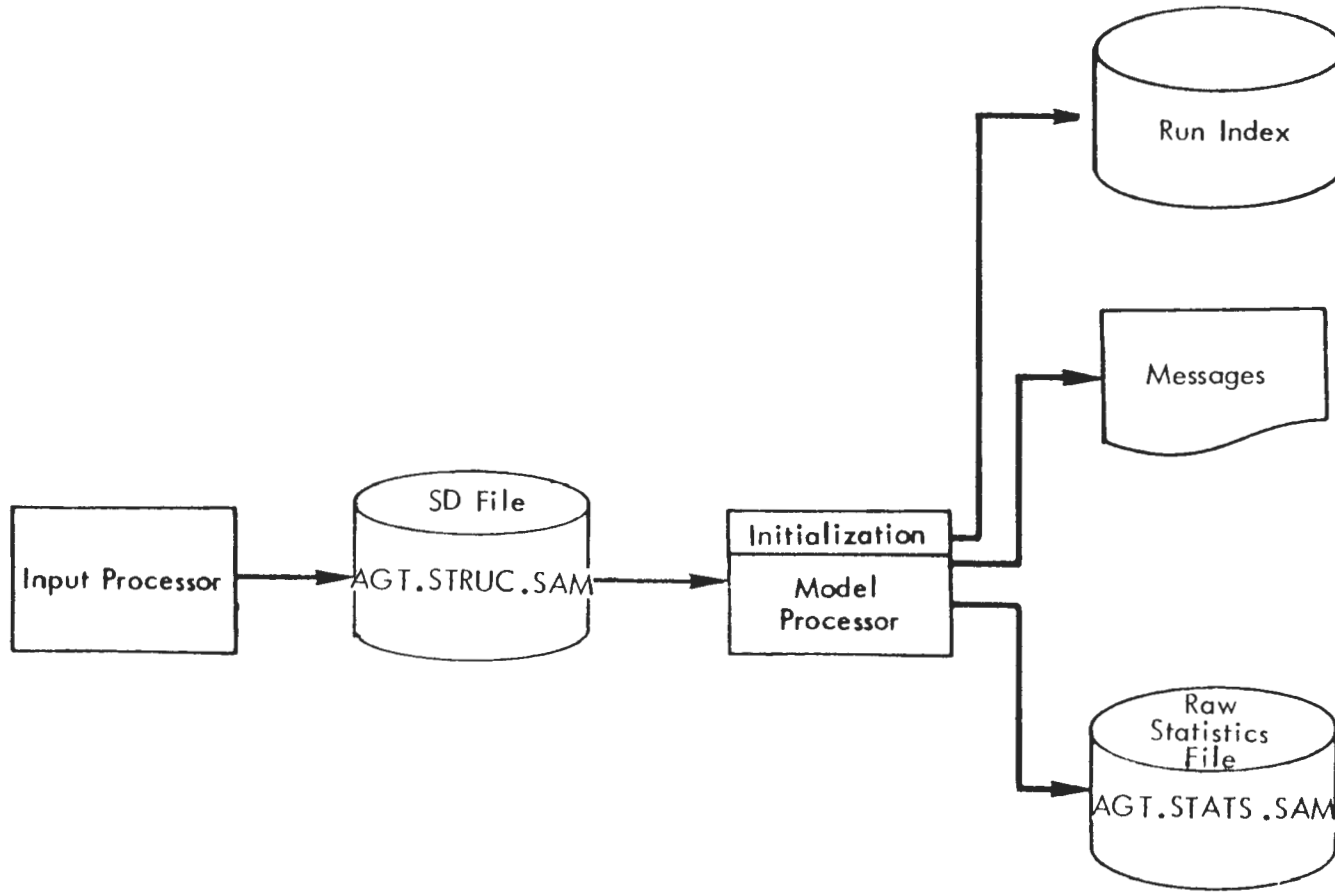 Run Index
Messages
SD File
Input Processor
AGT.STRUC.SAM
Initialization
Model
Processor
Raw
Statistics
File
AGT.STATS.SAM